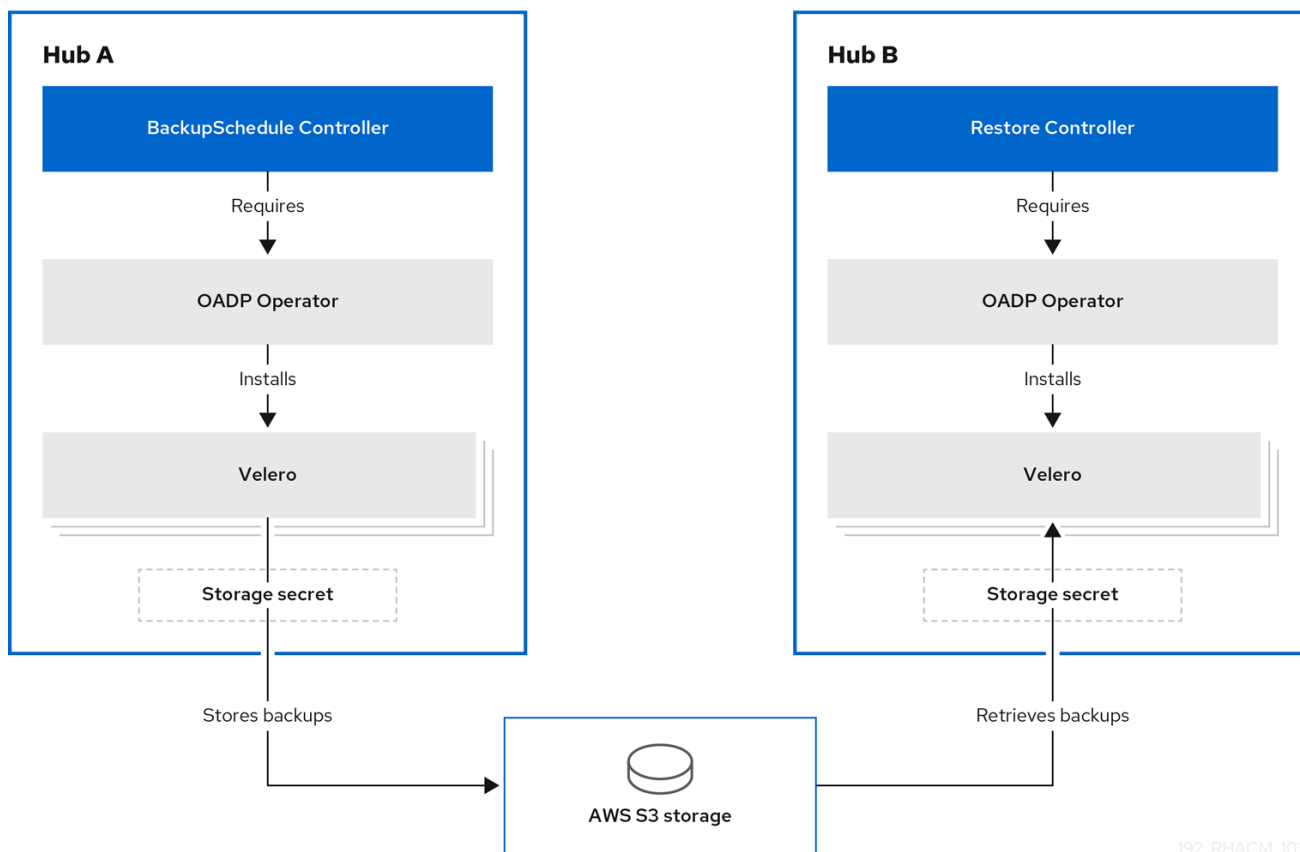 Hub A
BackupSchedule Controller
Requires
OADP Operator
Installs
Velero
Storage secret
Stores backups
Hub B
Restore Controller
Requires
OADP Operator
Installs
Velero
Storage secret
Retrieves backups
AWS S3 storage
192_RHACM